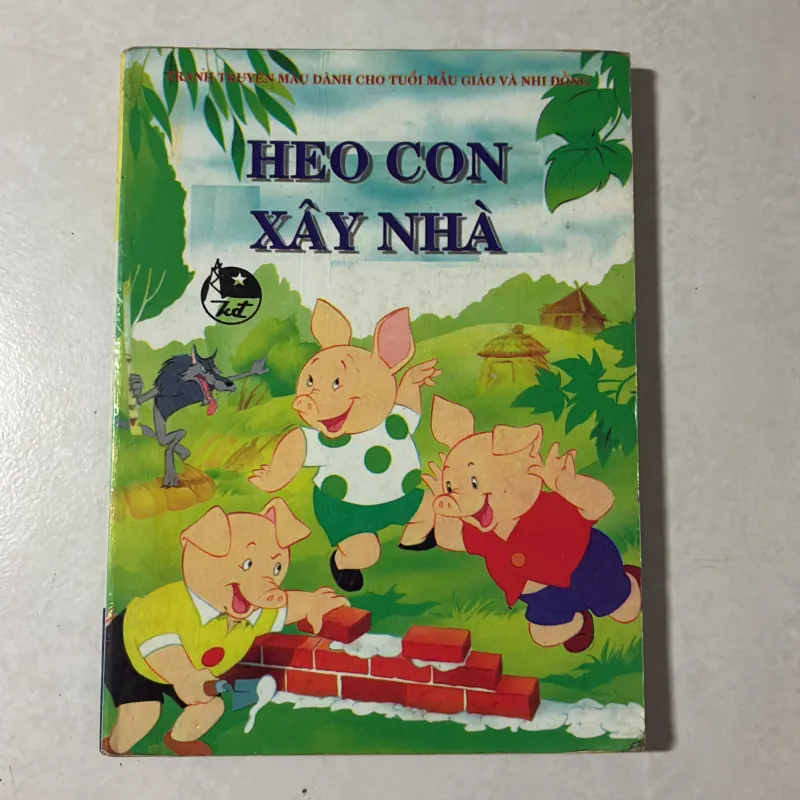 TRANH TRUYỆN MÀU DÀNH CHO TUỔI MẪU GIÁO VÀ NHI ĐỒNG
HEO CON
XÂY NHÀ